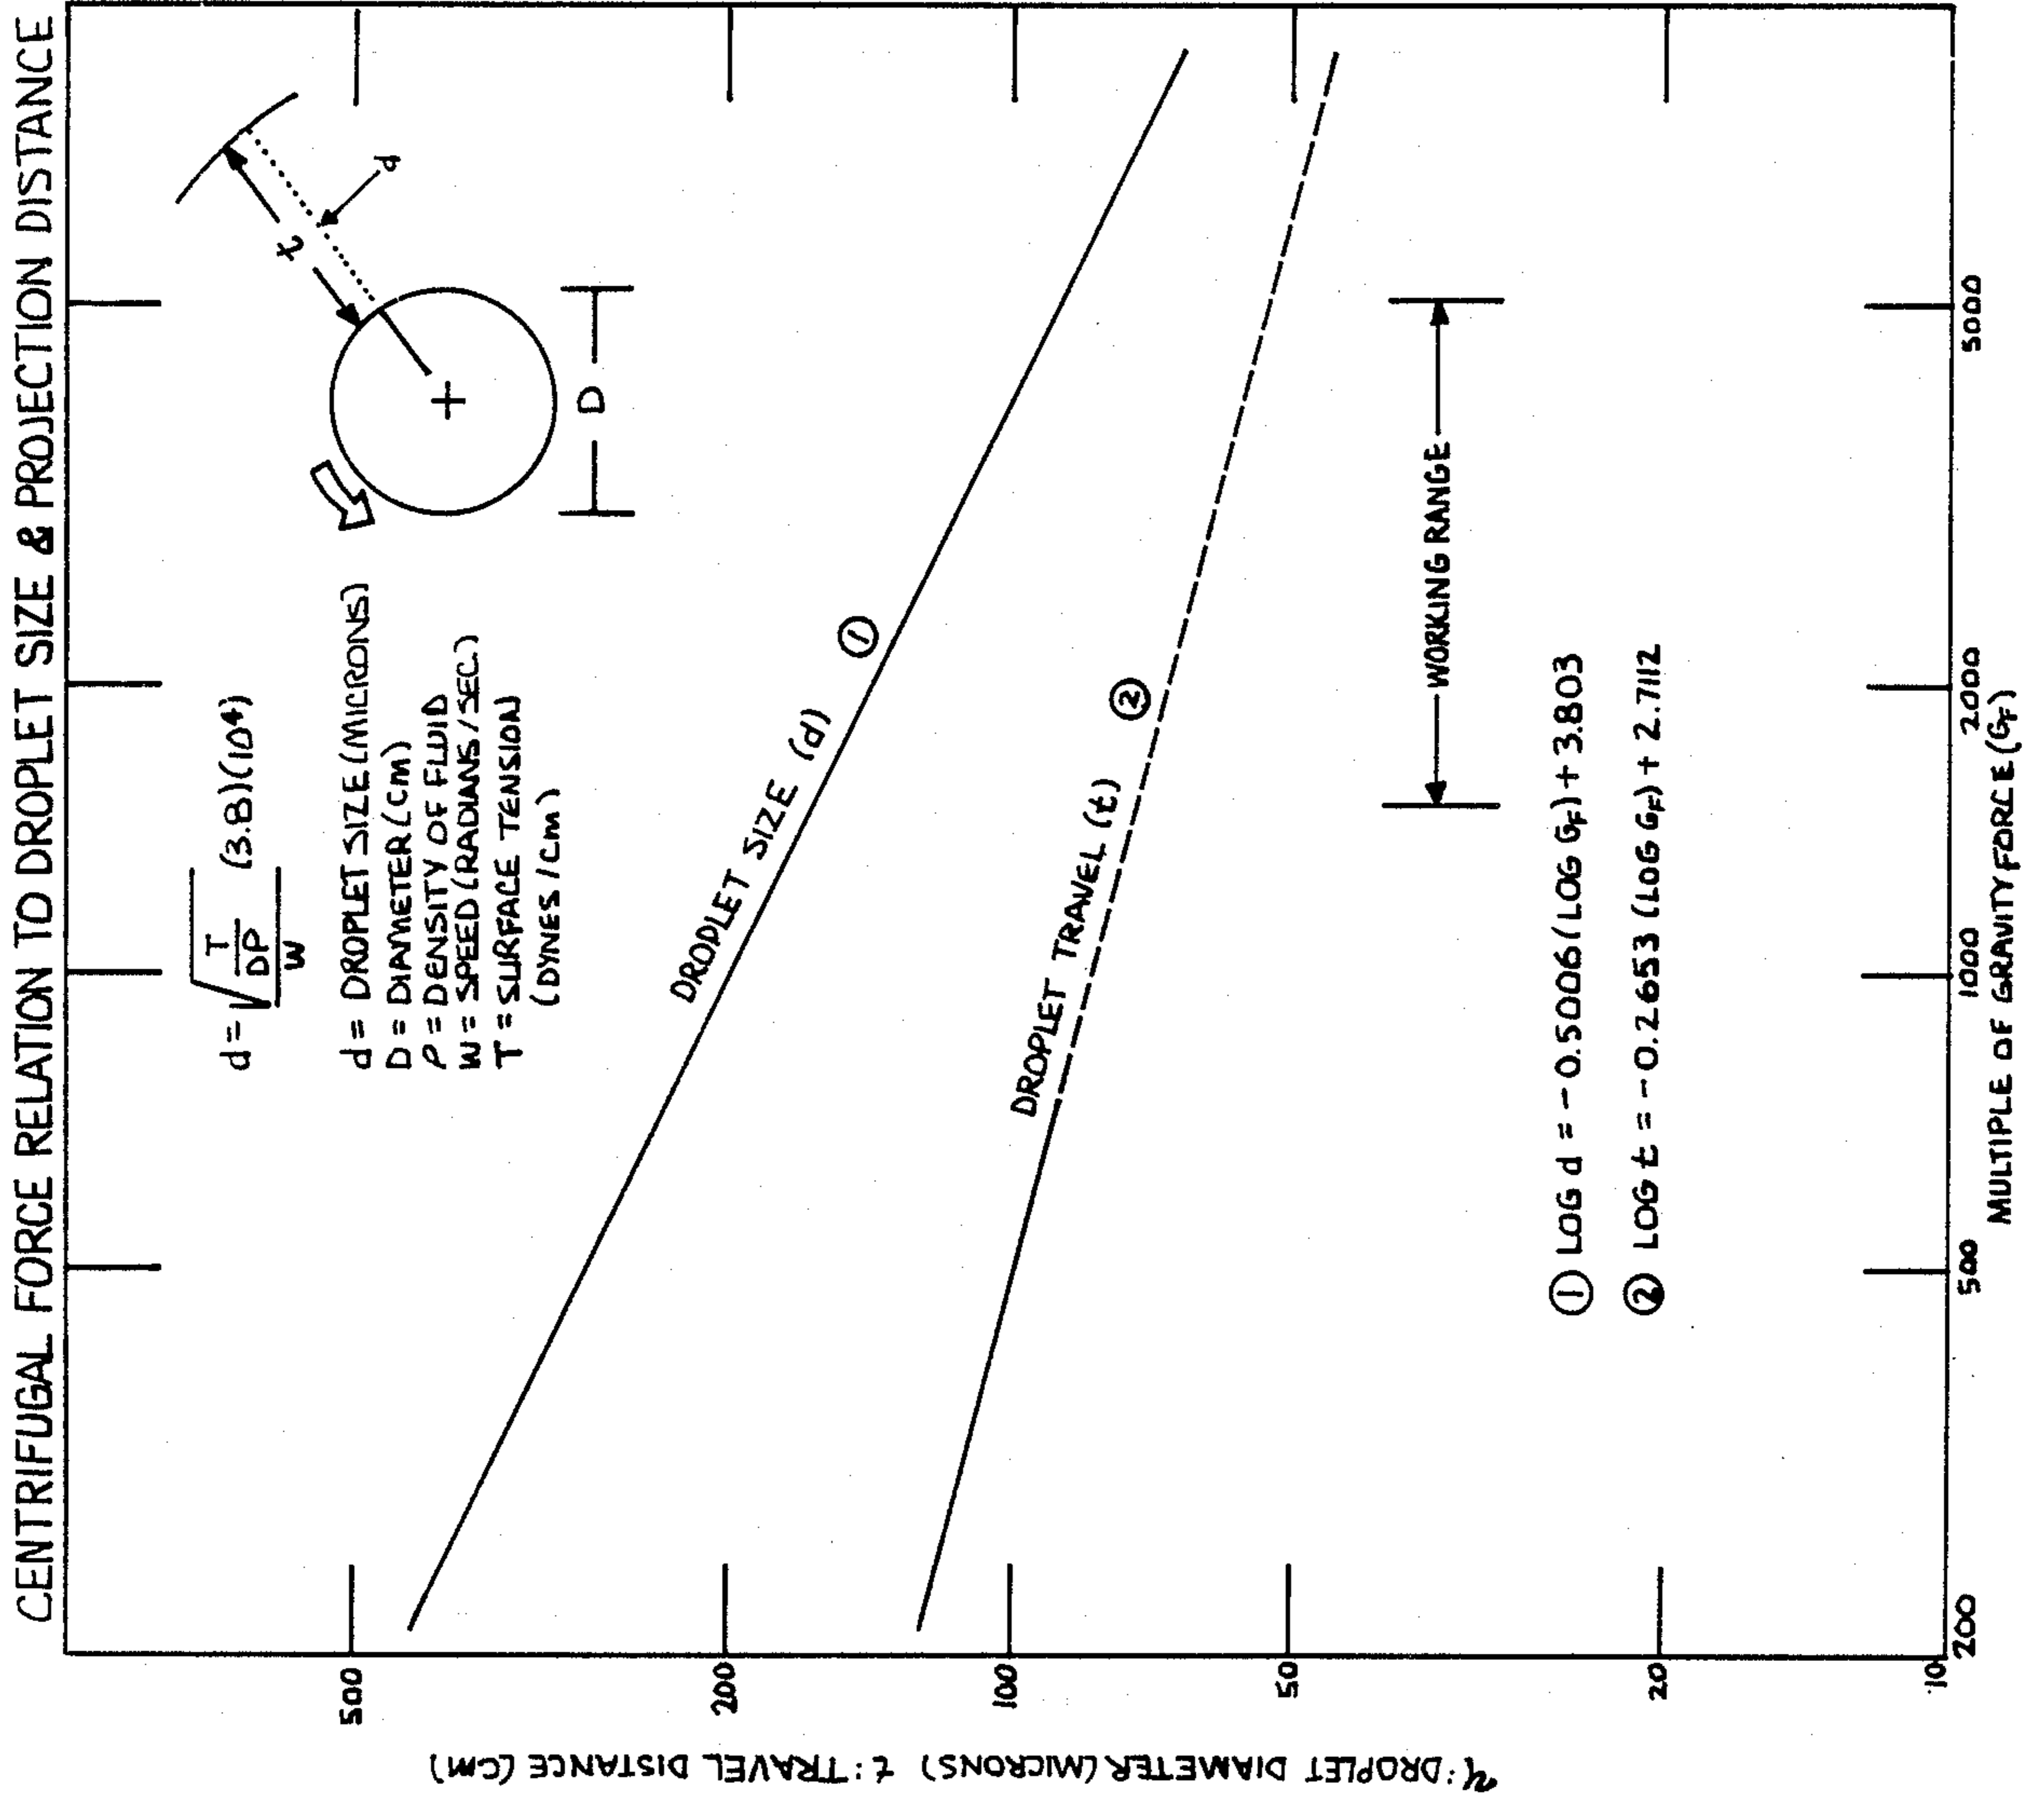 CENTRIFUGAL FORCE RELATION TO DROPLET SIZE & PROJECTION DISTANCE
d = √(T/DP)/W (3.8)(10⁴)
d = DROPLET SIZE (MICRONS)
D = DIAMETER (CM)
ρ = DENSITY OF FLUID
W = SPEED (RADIANS/SEC.)
T = SURFACE TENSION
(DYNES/CM)
t
d
D
DROPLET SIZE (d)
①
DROPLET TRAVEL (t)
②
WORKING RANGE
① LOG d = -0.5006 (LOG GF) + 3.803
② LOG t = -0.2653 (LOG GF) + 2.7112
500
200
100
50
20
10
200
500
1000
2000
5000
MULTIPLE OF GRAVITY FORCE (GF)
: DROPLET DIAMETER (MICRONS) t : TRAVEL DISTANCE (CM)